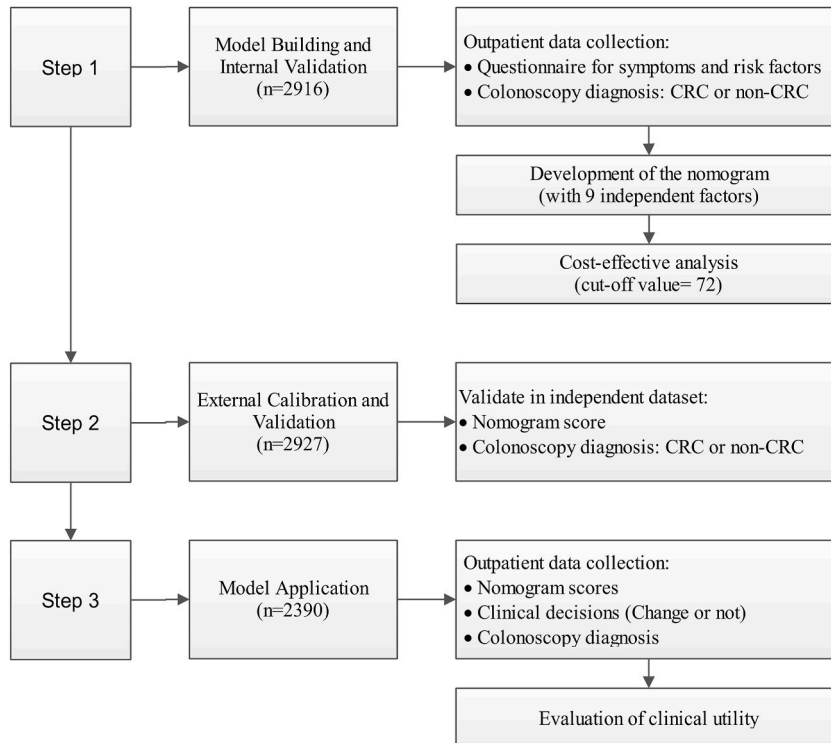 Step 1
Model Building and
Internal Validation
(n=2916)
Outpatient data collection:
● Questionnaire for symptoms and risk factors
● Colonoscopy diagnosis: CRC or non-CRC
Development of the nomogram
(with 9 independent factors)
Cost-effective analysis
(cut-off value= 72)
Step 2
External Calibration and
Validation
(n=2927)
Validate in independent dataset:
● Nomogram score
● Colonoscopy diagnosis: CRC or non-CRC
Step 3
Model Application
(n=2390)
Outpatient data collection:
● Nomogram scores
● Clinical decisions (Change or not)
● Colonoscopy diagnosis
Evaluation of clinical utility